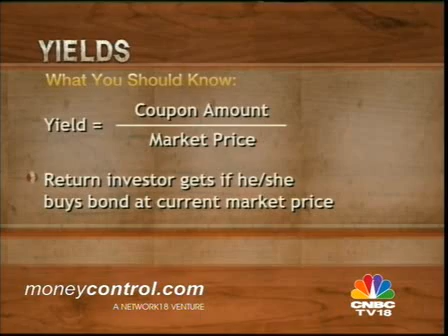 YIELDS
What You Should Know:
Yield = Coupon Amount
Market Price
Return investor gets if he/she
buys bond at current market price
moneycontrol.com
A NETWORK18 VENTURE
CNBC
TV18